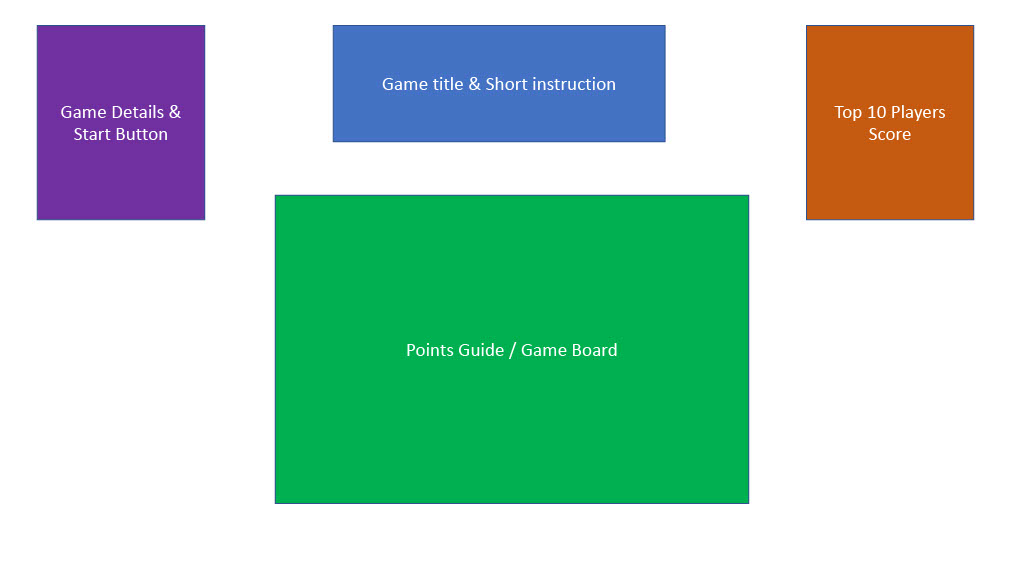 Game Details &
Start Button
Game title & Short instruction
Top 10 Players
Score
Points Guide / Game Board